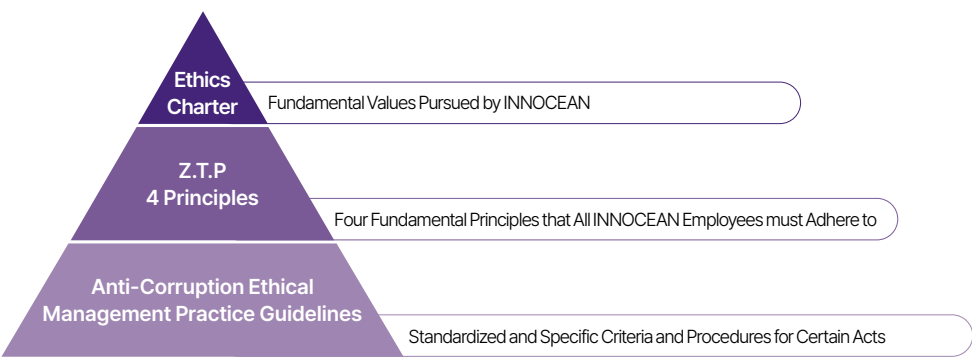 Ethics
Charter
Fundamental Values Pursued by INNOCEAN
Z.T.P
4 Principles
Four Fundamental Principles that All INNOCEAN Employees must Adhere to
Anti-Corruption Ethical
Management Practice Guidelines
Standardized and Specific Criteria and Procedures for Certain Acts